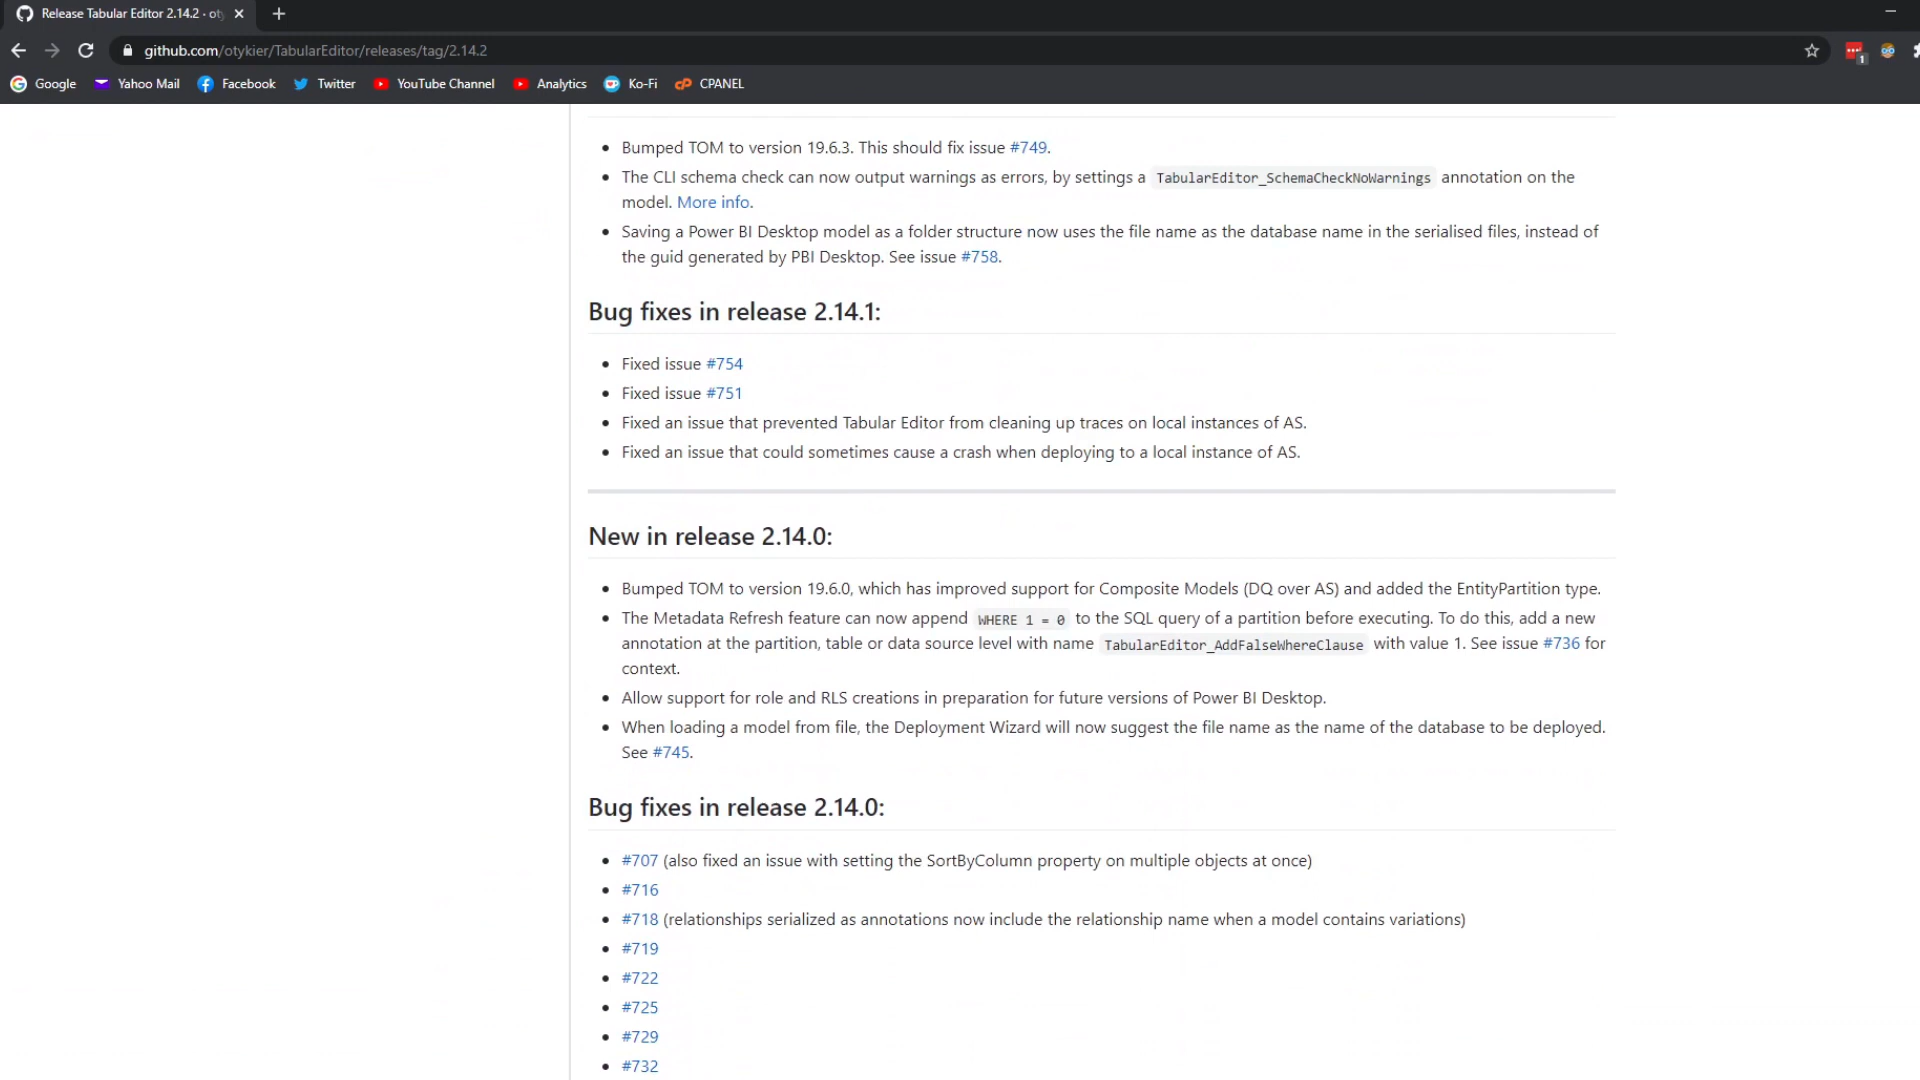 Release Tabular Editor 2.14.2 · oty
github.com/otykier/TabularEditor/releases/tag/2.14.2
1
Google Yahoo Mail Facebook Twitter YouTube Channel Analytics Ko-Fi CPANEL
Bumped TOM to version 19.6.3. This should fix issue #749.
The CLI schema check can now output warnings as errors, by settings a TabularEditor_SchemaCheckNoWarnings annotation on the
model. More info.
Saving a Power BI Desktop model as a folder structure now uses the file name as the database name in the serialised files, instead of
the guid generated by PBI Desktop. See issue #758.
Bug fixes in release 2.14.1:
Fixed issue #754
Fixed issue #751
Fixed an issue that prevented Tabular Editor from cleaning up traces on local instances of AS.
Fixed an issue that could sometimes cause a crash when deploying to a local instance of AS.
New in release 2.14.0:
Bumped TOM to version 19.6.0, which has improved support for Composite Models (DQ over AS) and added the EntityPartition type.
The Metadata Refresh feature can now append WHERE 1 = 0 to the SQL query of a partition before executing. To do this, add a new
annotation at the partition, table or data source level with name TabularEditor_AddFalseWhereClause with value 1. See issue #736 for
context.
Allow support for role and RLS creations in preparation for future versions of Power BI Desktop.
When loading a model from file, the Deployment Wizard will now suggest the file name as the name of the database to be deployed.
See #745.
Bug fixes in release 2.14.0:
#707 (also fixed an issue with setting the SortByColumn property on multiple objects at once)
#716
#718 (relationships serialized as annotations now include the relationship name when a model contains variations)
#719
#722
#725
#729
#732